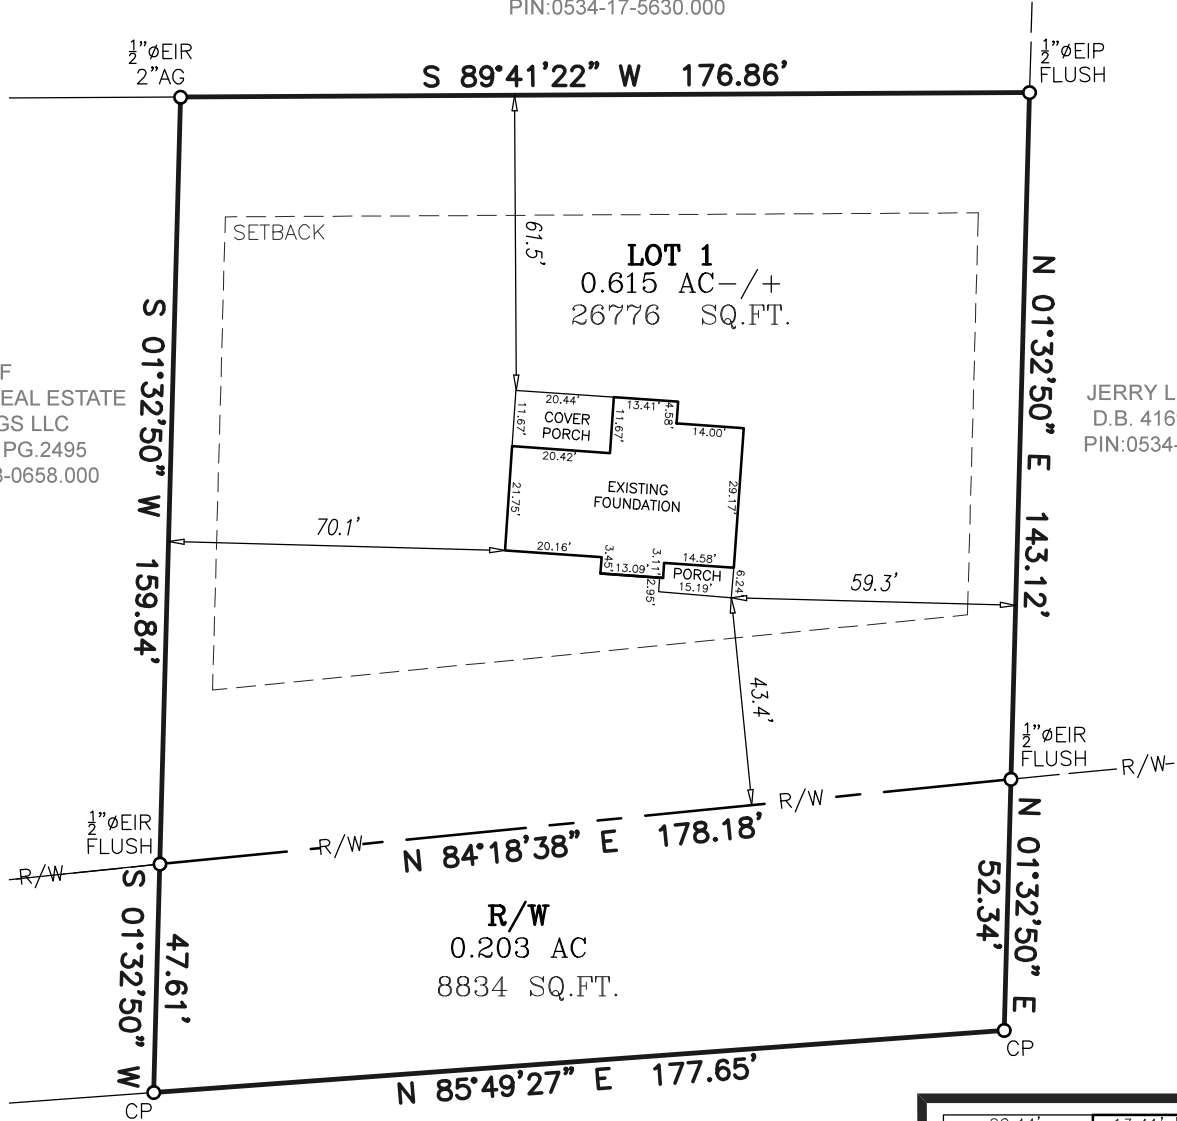 PIN:0534-17-5630.000
½"øEIR
2"AG
S 89°41'22" W 176.86'
½"øEIP
FLUSH
SETBACK
61.5'
LOT 1
0.615 AC-/+
26776 SQ.FT.
S 01°32'50" W 159.84'
N 01°32'50" E 143.12'
F
EAL ESTATE
GS LLC
PG.2495
-0658.000
JERRY L
D.B. 416
PIN:0534-
20.44'
11.67'
COVER
PORCH
11.67'
13.41'
4.58'
14.00'
20.42'
21.75'
EXISTING
FOUNDATION
29.17'
70.1'
20.16'
3.45'
13.09'
3.11'
14.58'
PORCH
15.19'
2.95'
6.24'
59.3'
43.4'
½"øEIR
FLUSH
R/W
R/W
½"øEIR
FLUSH
R/W
R/W
N 84°18'38" E 178.18'
S 01°32'50" W
47.61'
R/W
0.203 AC
8834 SQ.FT.
52.34'
N 01°32'50" E
CP
N 85°49'27" E 177.65'
CP